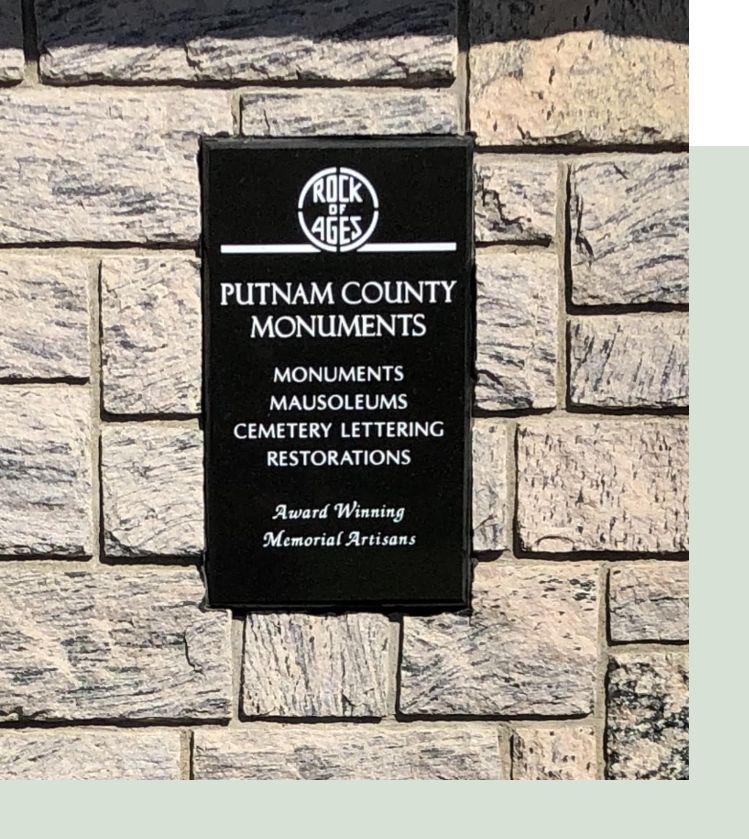 ROCK
OF
AGES
PUTNAM COUNTY
MONUMENTS
MONUMENTS
MAUSOLEUMS
CEMETERY LETTERING
RESTORATIONS
Award Winning
Memorial Artisans